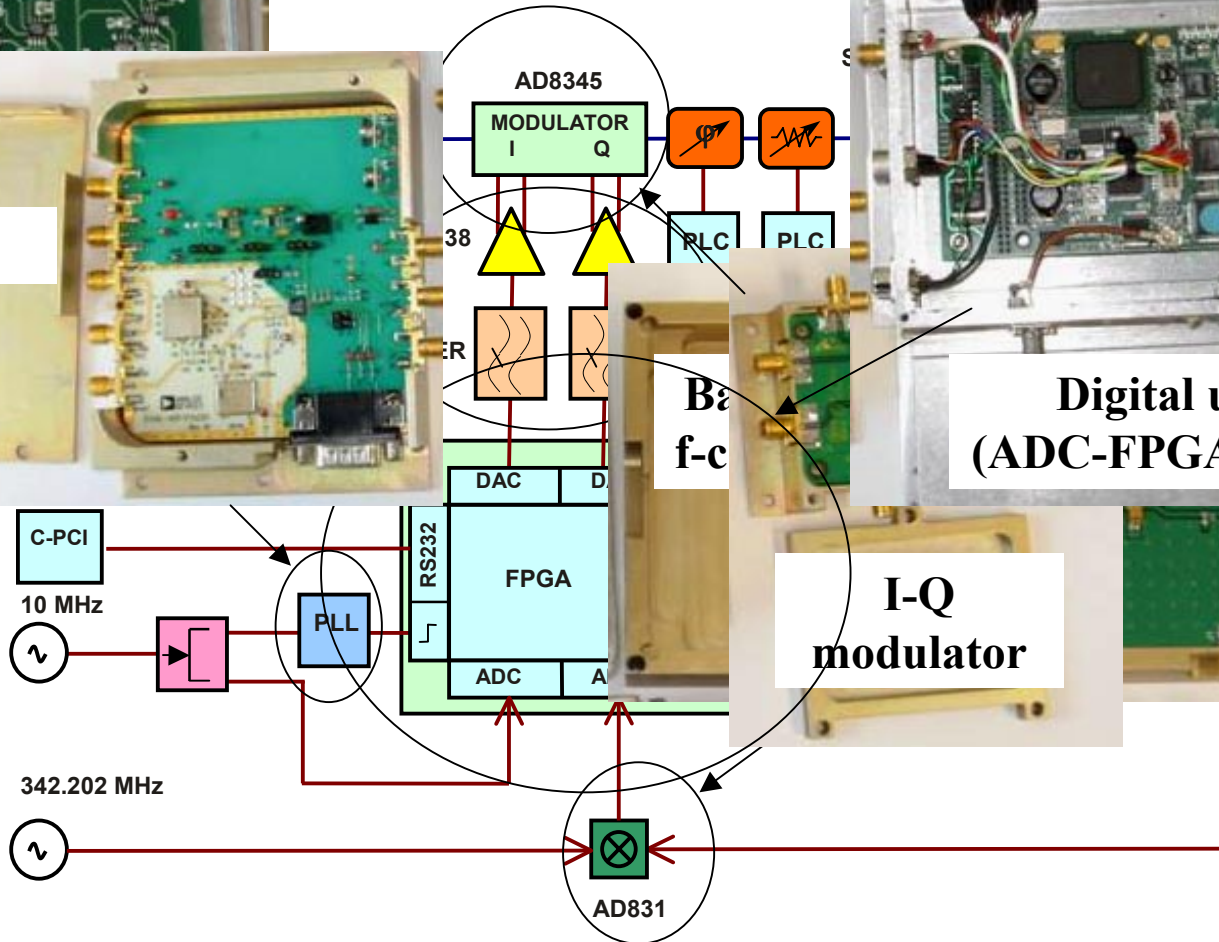 AD8345
MODULATOR
I Q
S
φ
38
PLC PLC
ER
Ba
f-c
Digital u
(ADC-FPGA
DAC D
C-PCI
RS232
FPGA
10 MHz
PLL
I-Q
modulator
ADC A
342.202 MHz
AD831